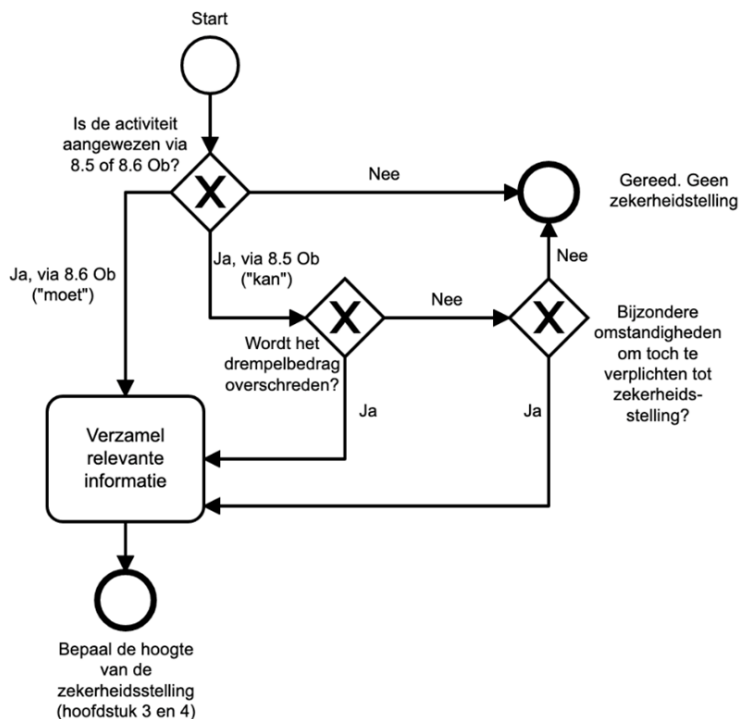 Start
Is de activiteit
aangewezen via
8.5 of 8.6 Ob?
Nee
Gereed. Geen
zekerheidstelling
Ja, via 8.6 Ob
("moet")
Ja, via 8.5 Ob
("kan")
Nee
Nee
Wordt het
drempelbedrag
overschreden?
Bijzondere
omstandigheden
om toch te
verplichten tot
zekerheids-
stelling?
Ja
Ja
Verzamel
relevante
informatie
Bepaal de hoogte
van de
zekerheidsstelling
(hoofdstuk 3 en 4)